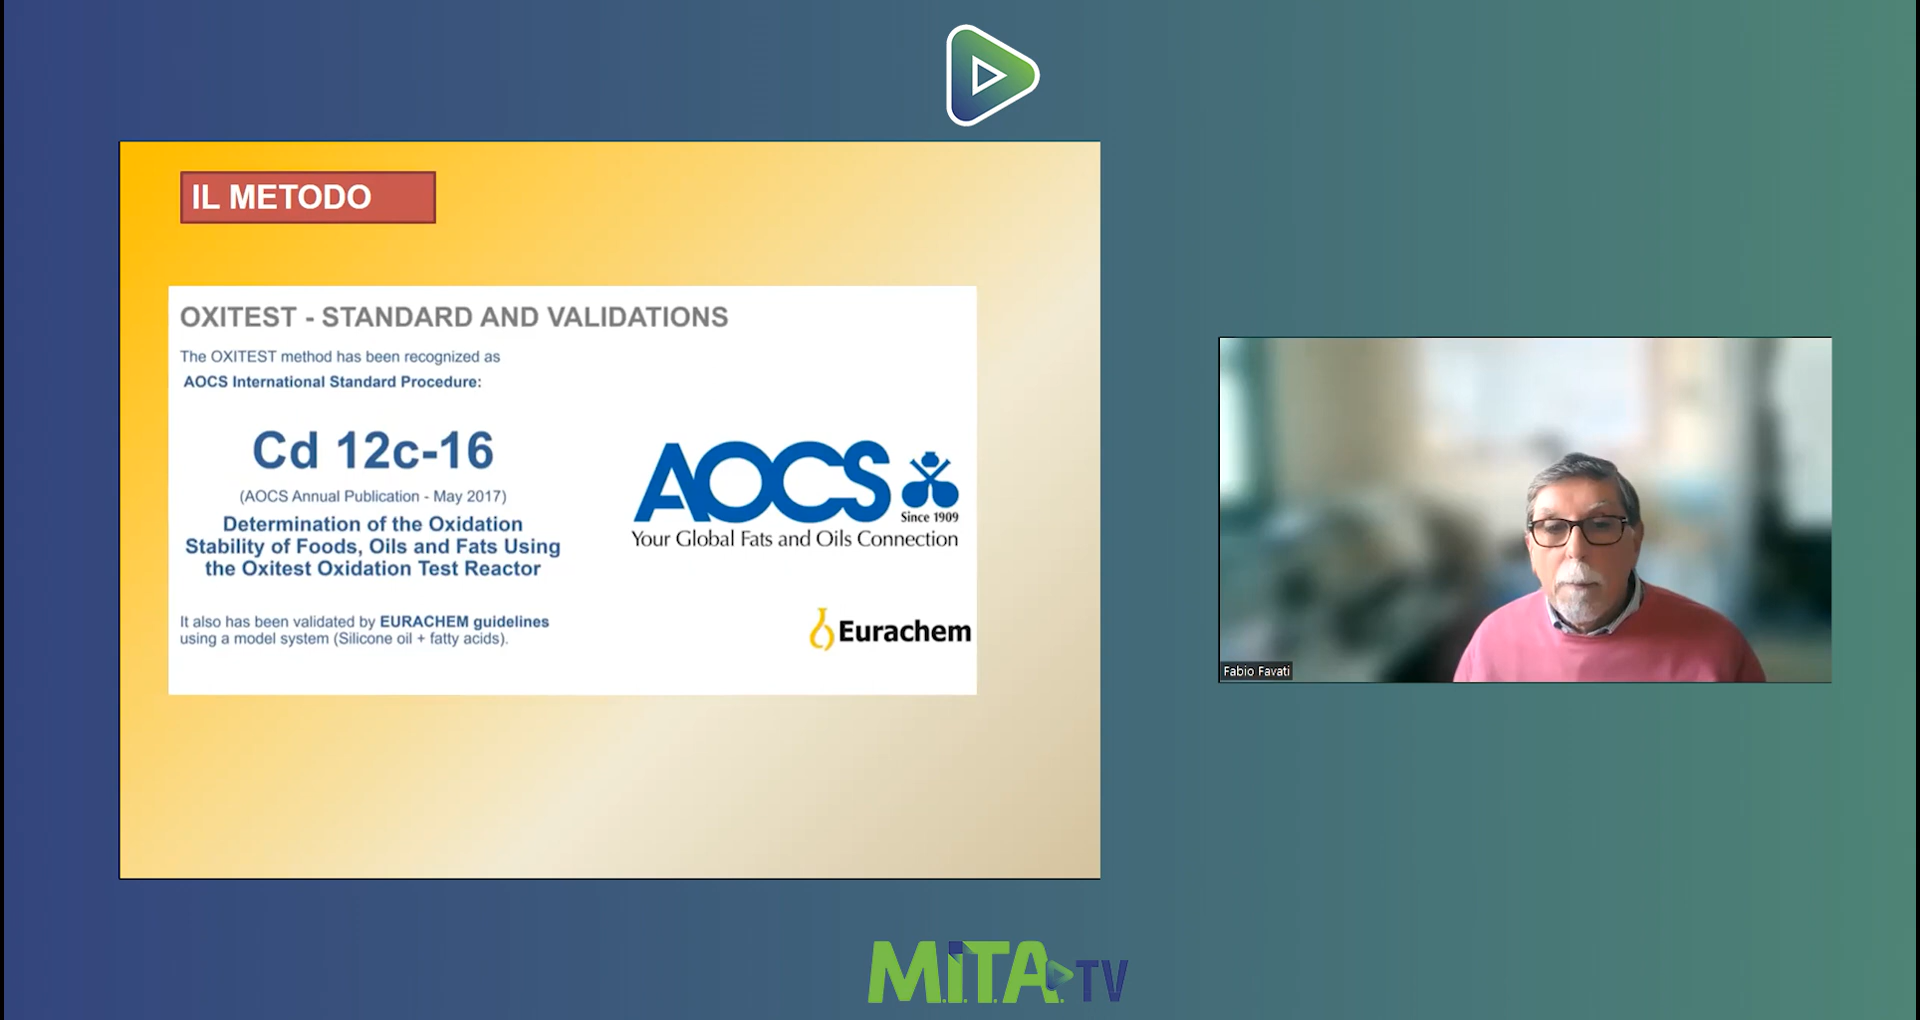 IL METODO
OXITEST - STANDARD AND VALIDATIONS
The OXITEST method has been recognized as
AOCS International Standard Procedure:
Cd 12c-16
(AOCS Annual Publication - May 2017)
Determination of the Oxidation
Stability of Foods, Oils and Fats Using
the Oxitest Oxidation Test Reactor
It also has been validated by EURACHEM guidelines
using a model system (Silicone oil + fatty acids).
AOCS
Since 1909
Your Global Fats and Oils Connection
Eurachem
Fabio Favati
M.I.T.A. TV